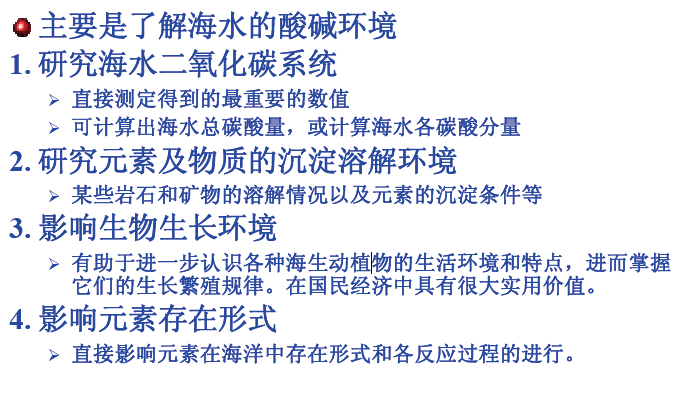 主要是了解海水的酸碱环境
1. 研究海水二氧化碳系统
直接测定得到的最重要的数值
可计算出海水总碳酸量，或计算海水各碳酸分量
2. 研究元素及物质的沉淀溶解环境
某些岩石和矿物的溶解情况以及元素的沉淀条件等
3. 影响生物生长环境
有助于进一步认识各种海生动植物的生活环境和特点，进而掌握
它们的生长繁殖规律。在国民经济中具有很大实用价值。
4. 影响元素存在形式
直接影响元素在海洋中存在形式和各反应过程的进行。